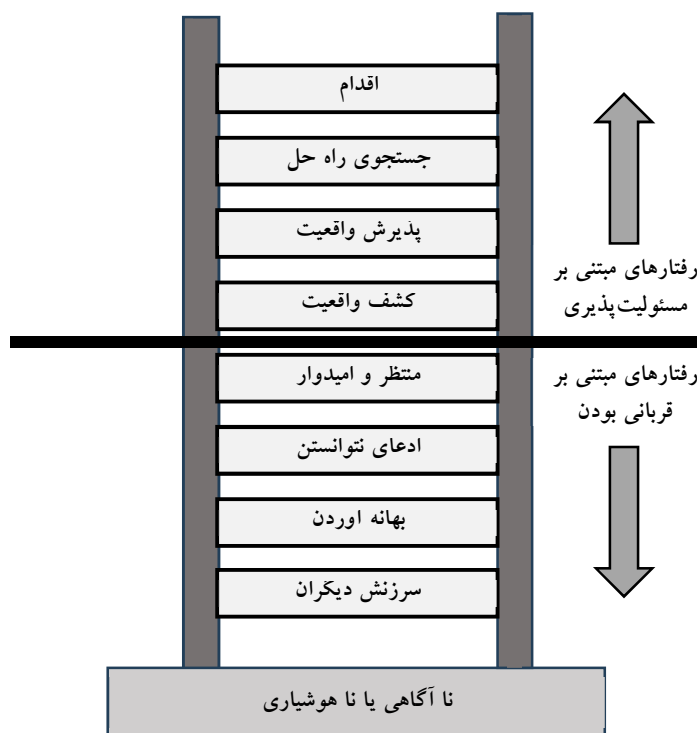 اقدام
جستجوی راه حل
پذیرش واقعیت
کشف واقعیت
رفتارهای مبتنی بر
مسئولیت‌پذیری
منتظر و امیدوار
ادعای نتوانستن
بهانه اوردن
سرزنش دیگران
رفتارهای مبتنی بر
قربانی بودن
نا آگاهی یا نا هوشیاری